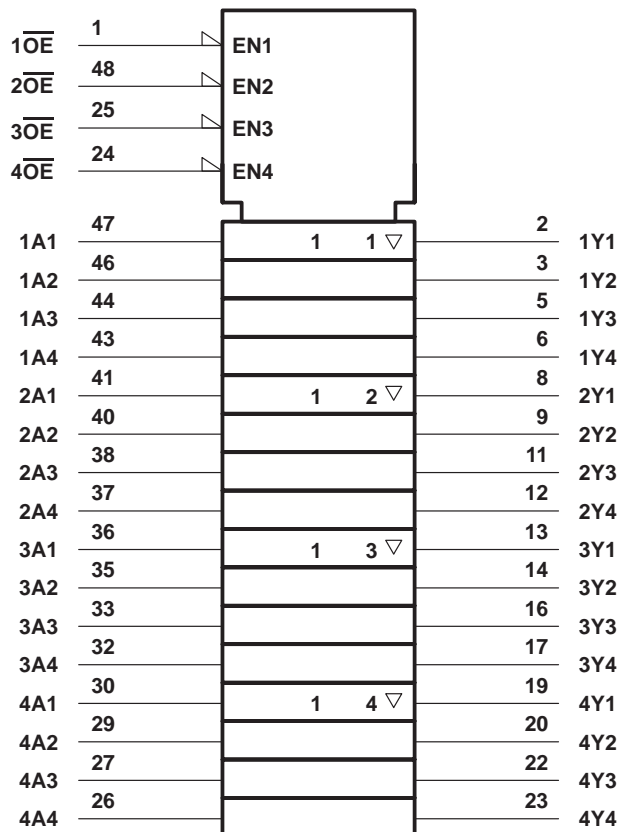 1O̅E̅ 1 EN1
2O̅E̅ 48 EN2
3O̅E̅ 25 EN3
4O̅E̅ 24 EN4
1A1 47 1 1 ▽ 2 1Y1
1A2 46 3 1Y2
1A3 44 5 1Y3
1A4 43 6 1Y4
2A1 41 1 2 ▽ 8 2Y1
2A2 40 9 2Y2
2A3 38 11 2Y3
2A4 37 12 2Y4
3A1 36 1 3 ▽ 13 3Y1
3A2 35 14 3Y2
3A3 33 16 3Y3
3A4 32 17 3Y4
4A1 30 1 4 ▽ 19 4Y1
4A2 29 20 4Y2
4A3 27 22 4Y3
4A4 26 23 4Y4